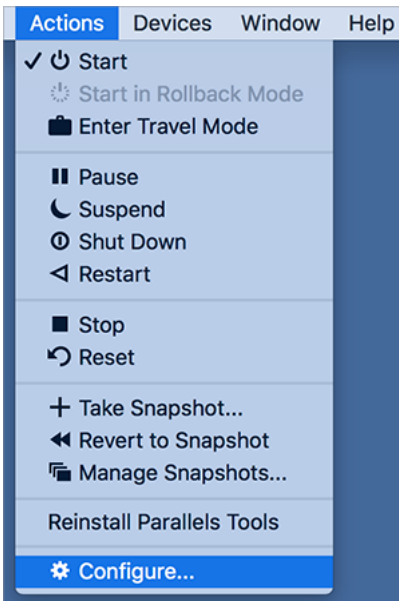 Actions Devices Window Help
Start
Start in Rollback Mode
Enter Travel Mode
Pause
Suspend
Shut Down
Restart
Stop
Reset
Take Snapshot...
Revert to Snapshot
Manage Snapshots...
Reinstall Parallels Tools
Configure...